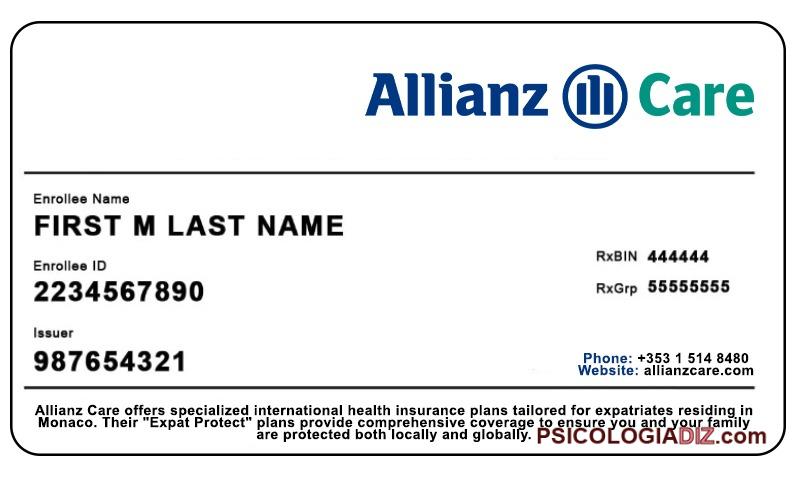 Allianz Care
Enrollee Name
FIRST M LAST NAME
Enrollee ID
2234567890
RxBIN 444444
RxGrp 55555555
Issuer
987654321
Phone: +353 1 514 8480
Website: allianzcare.com
Allianz Care offers specialized international health insurance plans tailored for expatriates residing in
Monaco. Their "Expat Protect" plans provide comprehensive coverage to ensure you and your family
are protected both locally and globally.
PSICOLOGIADIZ.com